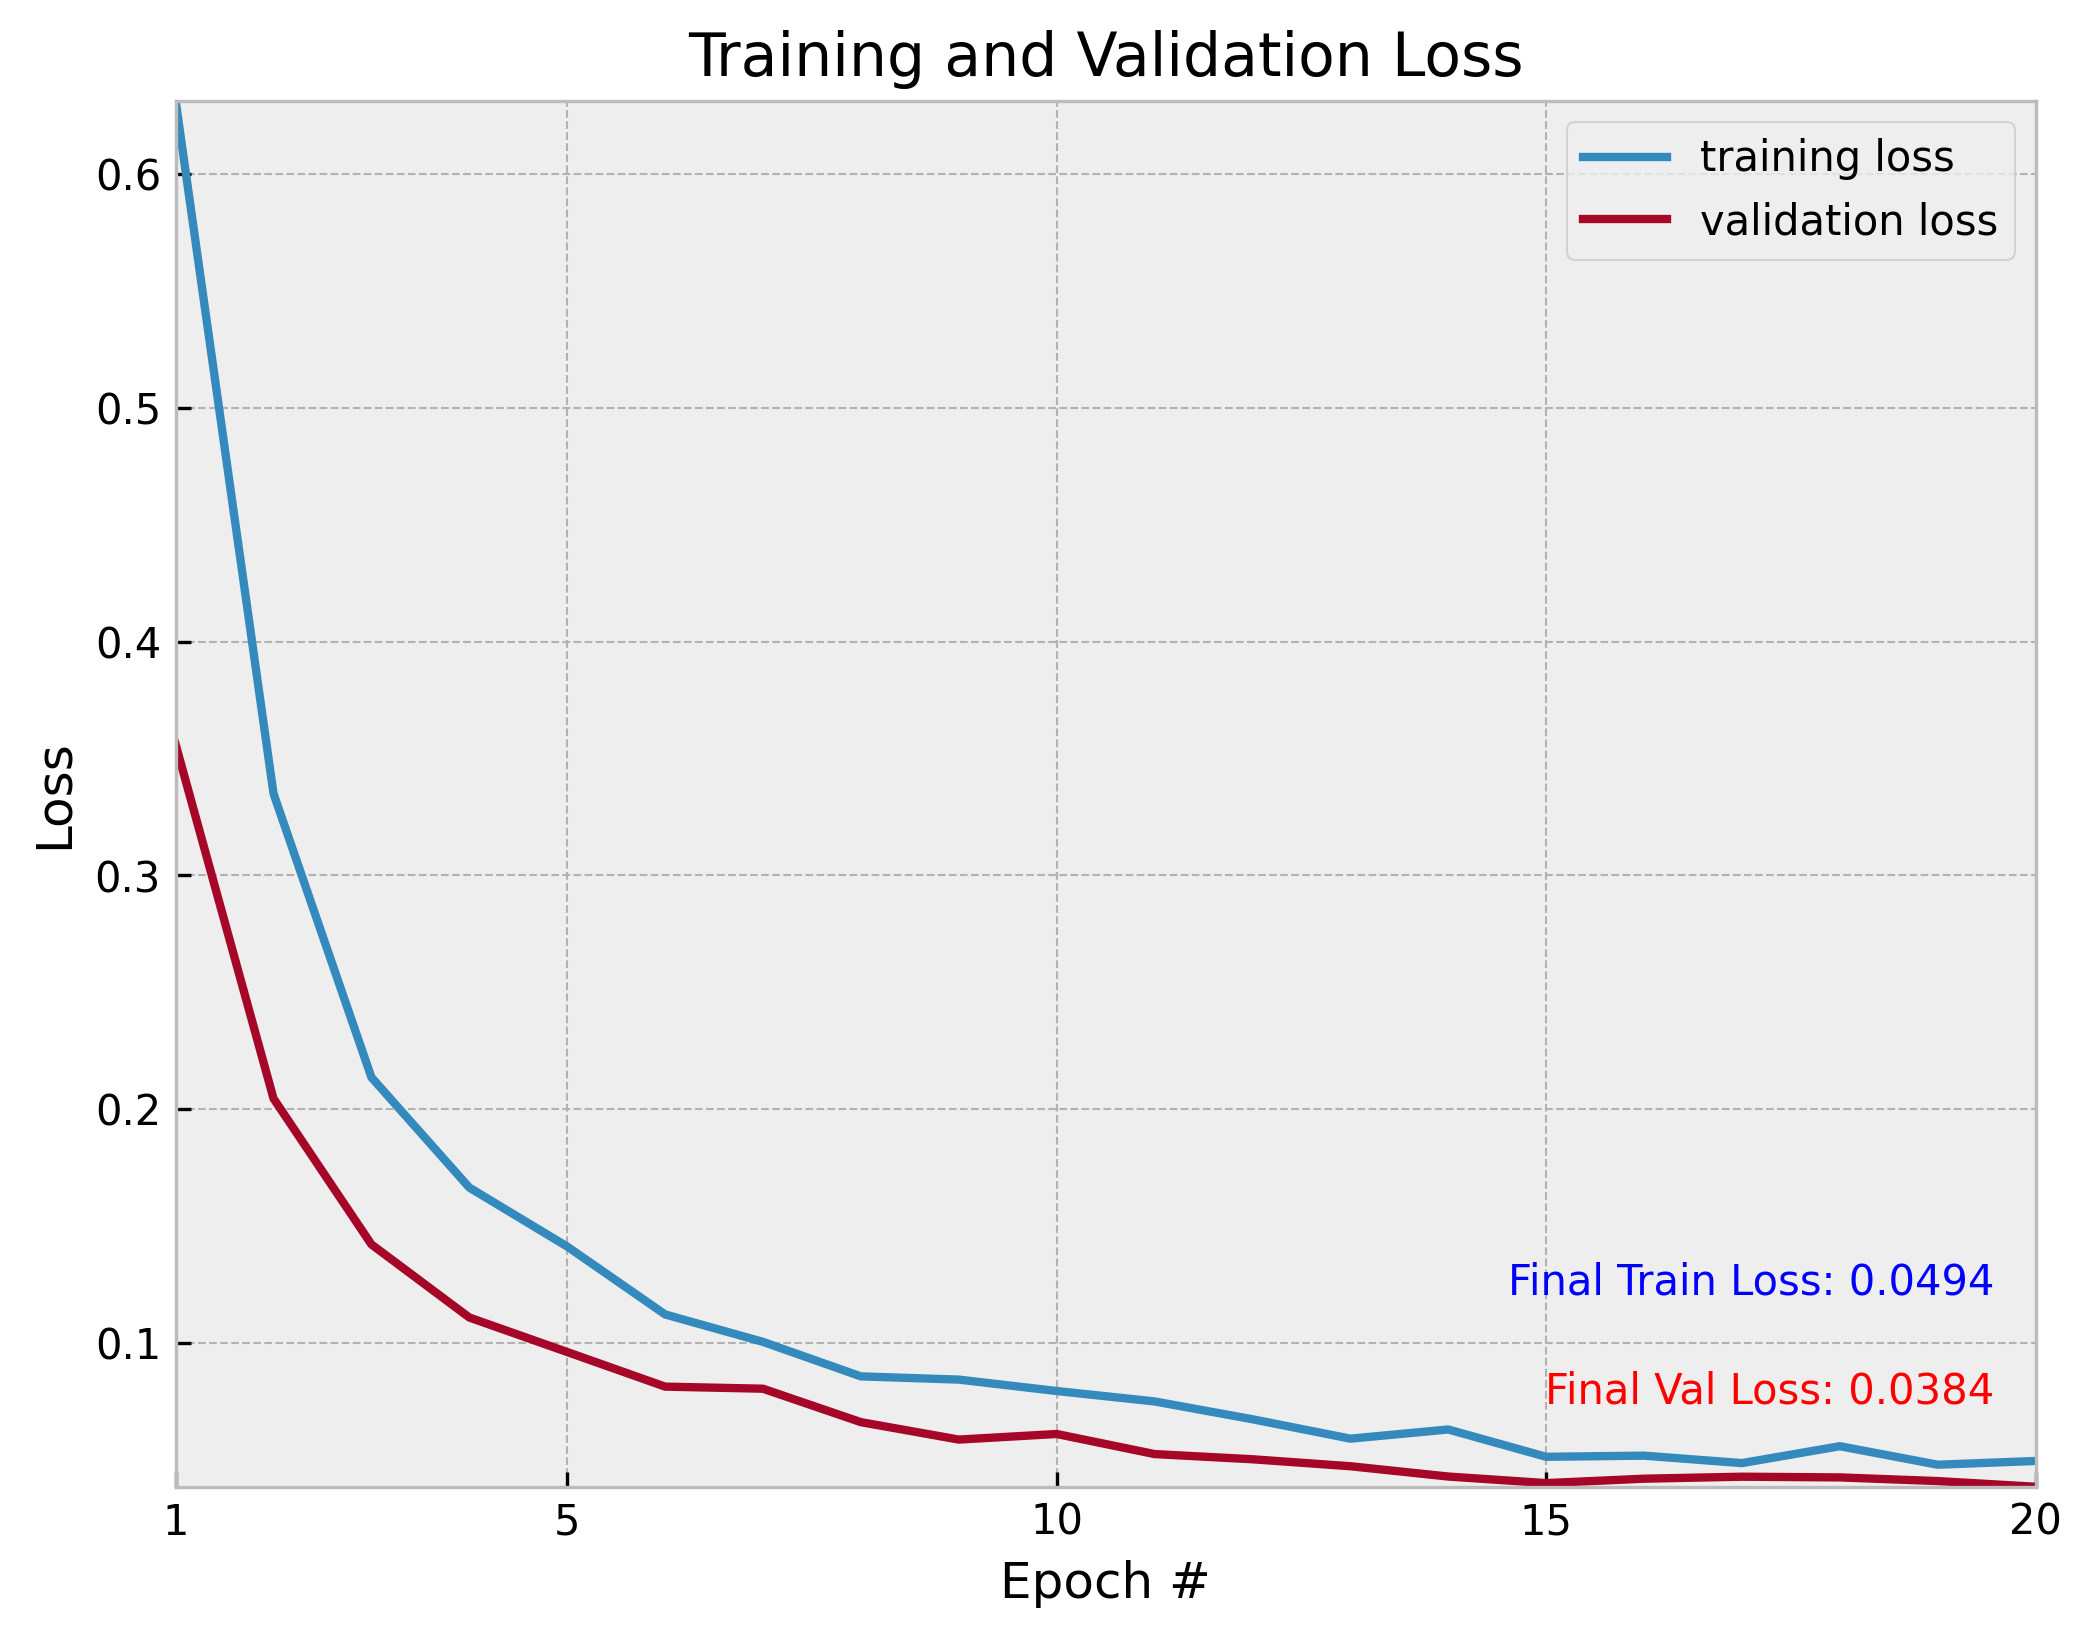 Training and Validation Loss
training loss
validation loss
0.6
0.5
0.4
0.3
0.2
0.1
Loss
Final Train Loss: 0.0494
Final Val Loss: 0.0384
1 5 10 15 20
Epoch #